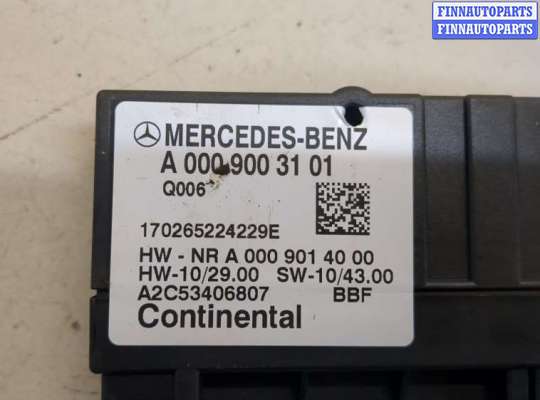 FINNAUTOPARTS
FINNAUTOPARTS
MERCEDES-BENZ
A 000 900 31 01
Q006
170265224229E
HW - NR A 000 901 40 00
HW-10/29.00 SW-10/43.00
A2C53406807 BBF
Continental